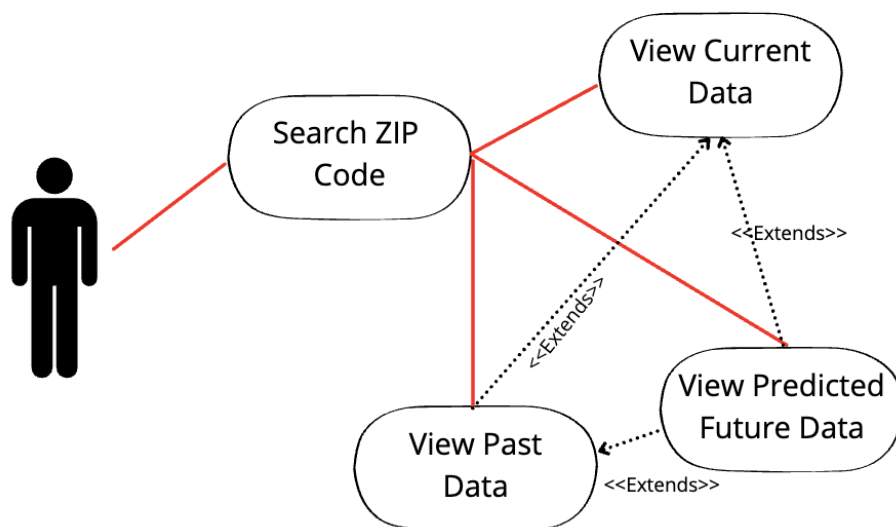 View Current
Data
Search ZIP
Code
<<Extends>>
<<Extends>>
View Predicted
Future Data
View Past
Data
<<Extends>>